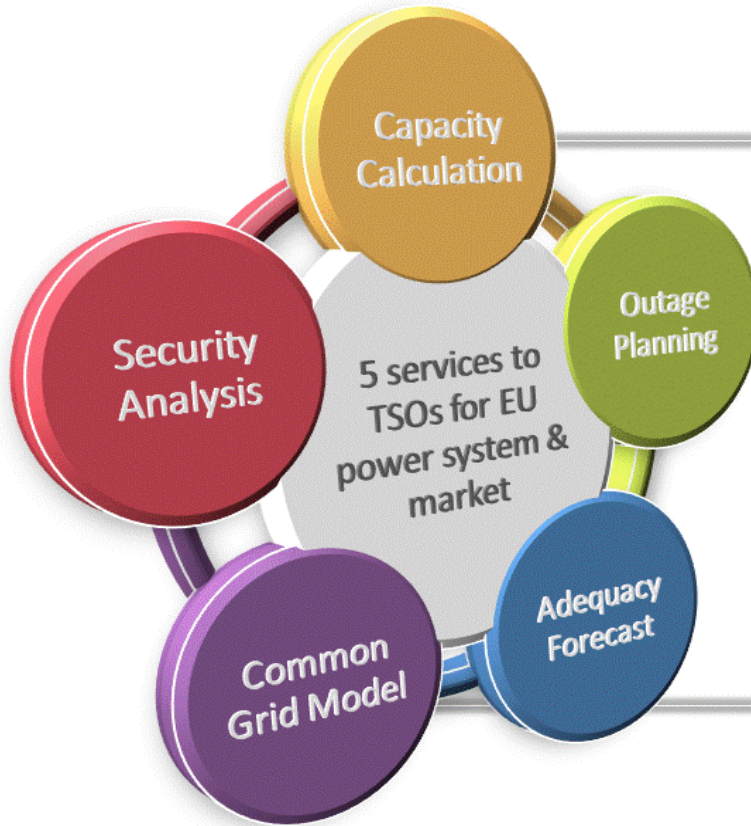 Capacity
Calculation
Outage
Planning
Security
Analysis
5 services to
TSOs for EU
power system &
market
Adequacy
Forecast
Common
Grid Model